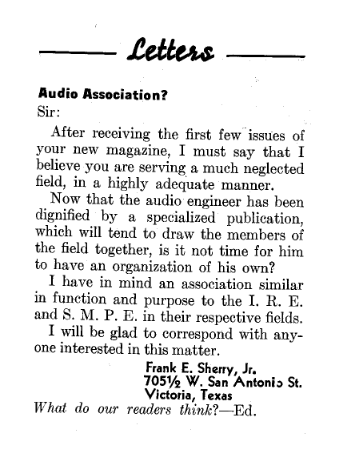 Letters
Audio Association?
Sir:
After receiving the first few issues of
your new magazine, I must say that I
believe you are serving a much neglected
field, in a highly adequate manner.
Now that the audio engineer has been
dignified by a specialized publication,
which will tend to draw the members of
the field together, is it not time for him
to have an organization of his own?
I have in mind an association similar
in function and purpose to the I. R. E.
and S. M. P. E. in their respective fields.
I will be glad to correspond with any-
one interested in this matter.
Frank E. Sherry, Jr.
705½ W. San Antonio St.
Victoria, Texas
What do our readers think?—Ed.